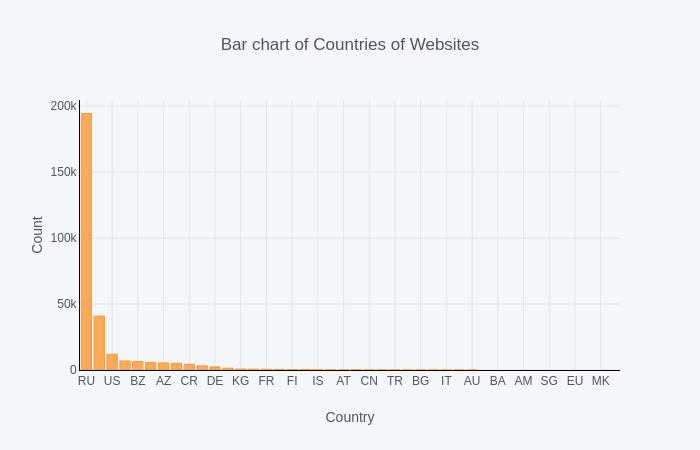 Bar chart of Countries of Websites
200k
150k
100k
50k
0
Count
RU US BZ AZ CR DE KG FR FI IS AT CN TR BG IT AU BA AM SG EU MK
Country